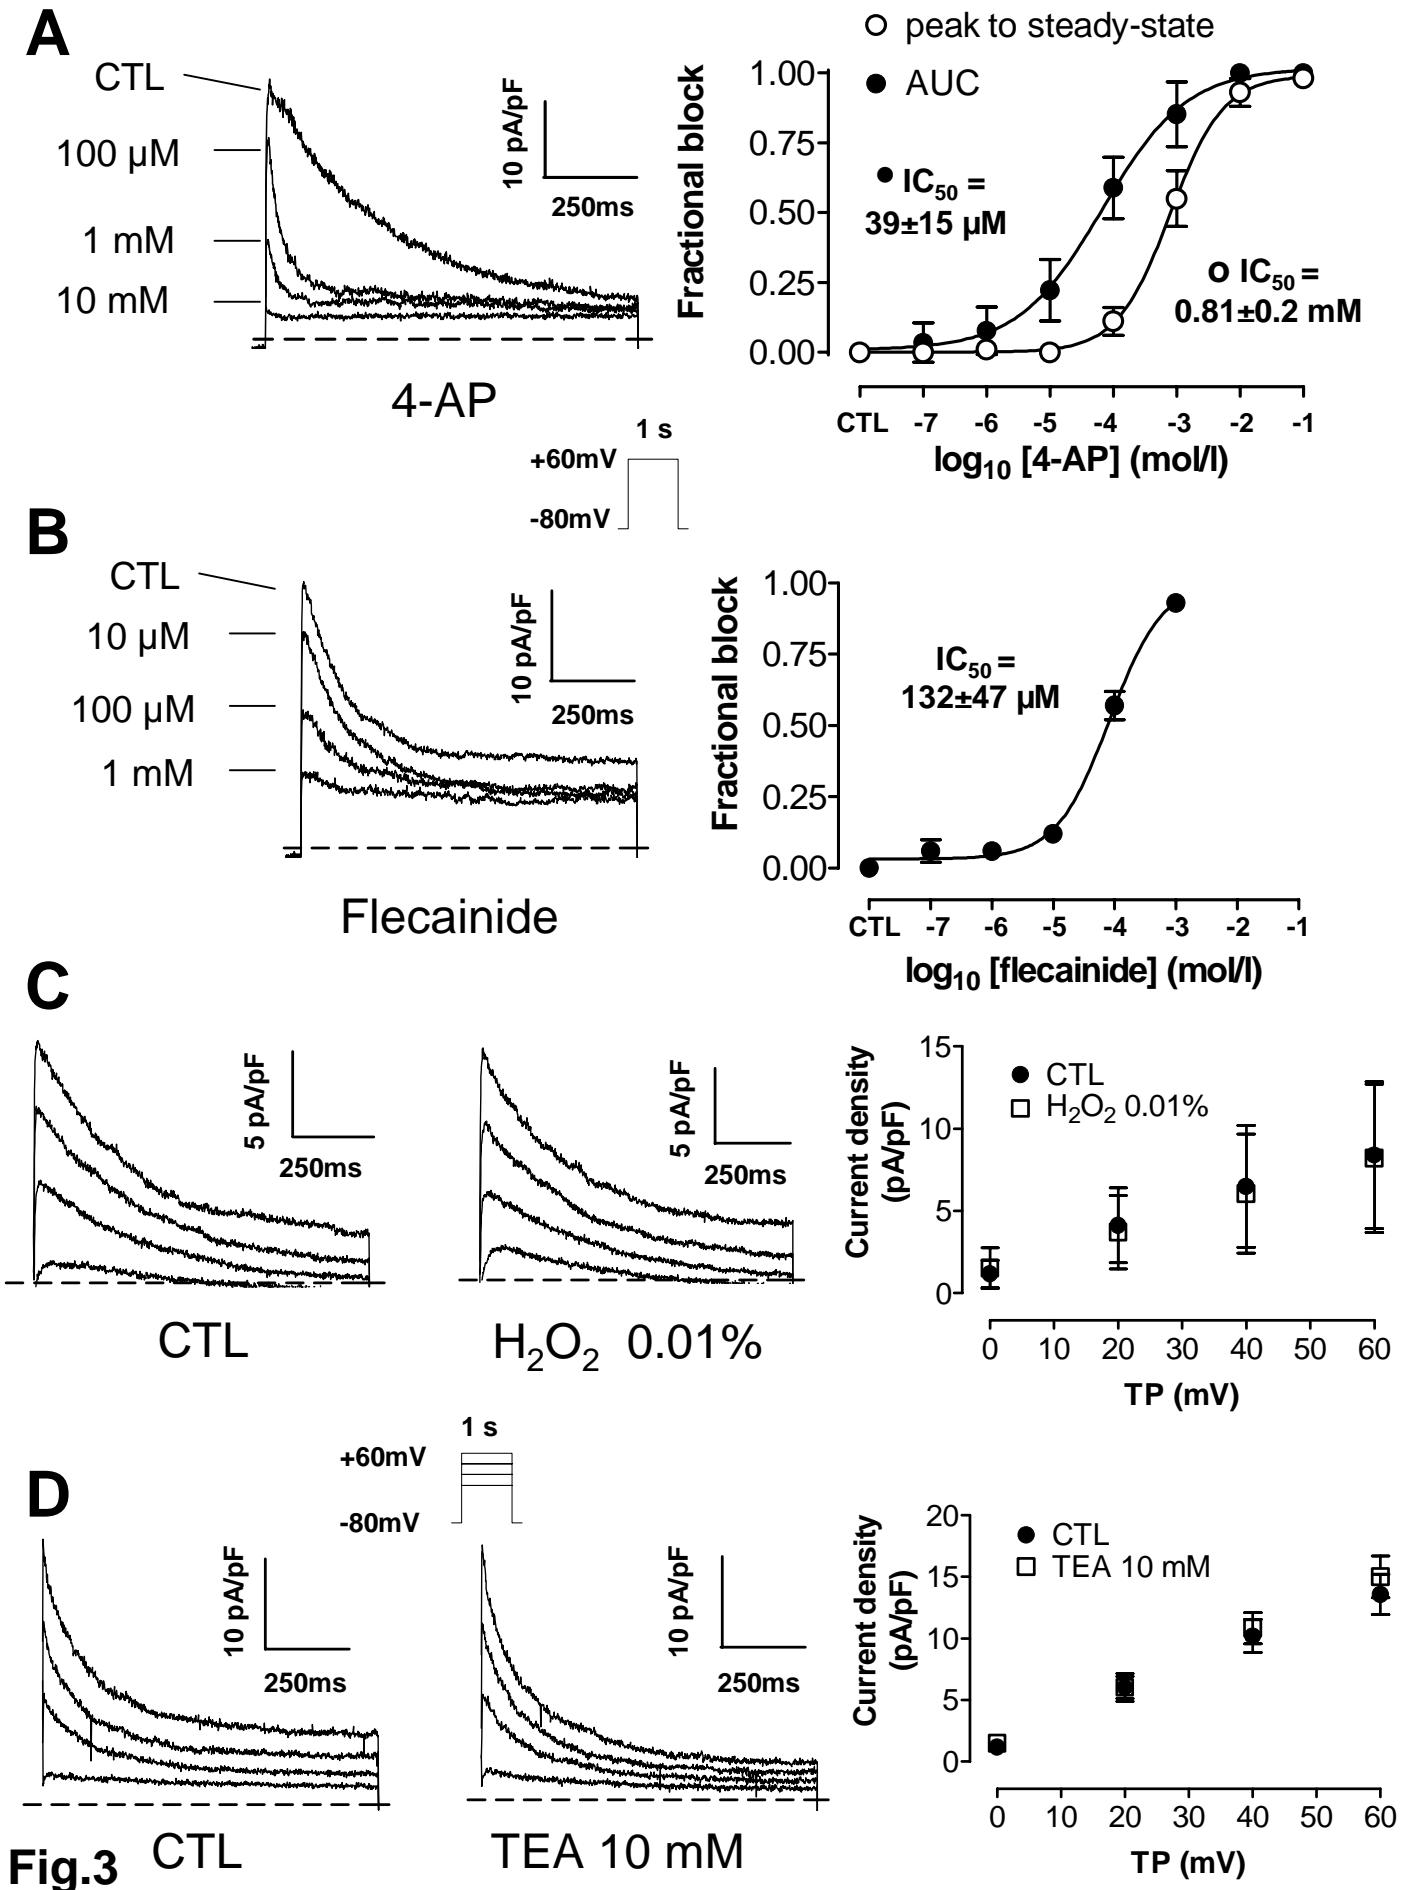 A
CTL
100 µM
1 mM
10 mM
10 pA/pF
250ms
4-AP
peak to steady-state
AUC
Fractional block
1.00
0.75
0.50
0.25
0.00
IC50 =
39±15 µM
IC50 =
0.81±0.2 mM
CTL -7 -6 -5 -4 -3 -2 -1
log10 [4-AP] (mol/l)
1 s
+60mV
-80mV
B
CTL
10 µM
100 µM
1 mM
10 pA/pF
250ms
Flecainide
Fractional block
1.00
0.75
0.50
0.25
0.00
IC50 =
132±47 µM
CTL -7 -6 -5 -4 -3 -2 -1
log10 [flecainide] (mol/l)
C
5 pA/pF
250ms
CTL
5 pA/pF
250ms
H2O2 0.01%
Current density
(pA/pF)
15
10
5
0
CTL
H2O2 0.01%
0 10 20 30 40 50 60
TP (mV)
1 s
+60mV
-80mV
D
10 pA/pF
250ms
CTL
10 pA/pF
250ms
TEA 10 mM
Current density
(pA/pF)
20
15
10
5
0
CTL
TEA 10 mM
0 10 20 30 40 50 60
TP (mV)
Fig.3